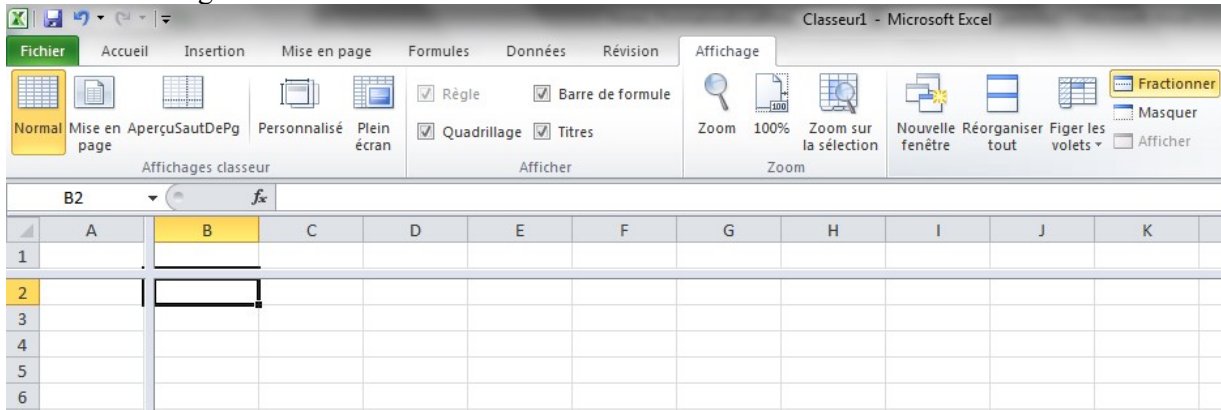 Classeur1 - Microsoft Excel
Fichier Accueil Insertion Mise en page Formules Données Révision Affichage
Normal Mise en page AperçuSautDePg Personnalisé Plein écran
Règle Barre de formule
Quadrillage Titres
Zoom 100% Zoom sur la sélection
Nouvelle fenêtre Réorganiser tout Figer les volets
Fractionner
Masquer
Afficher
Affichages classeur Afficher Zoom
B2 fx
A B C D E F G H I J K
1
2
3
4
5
6